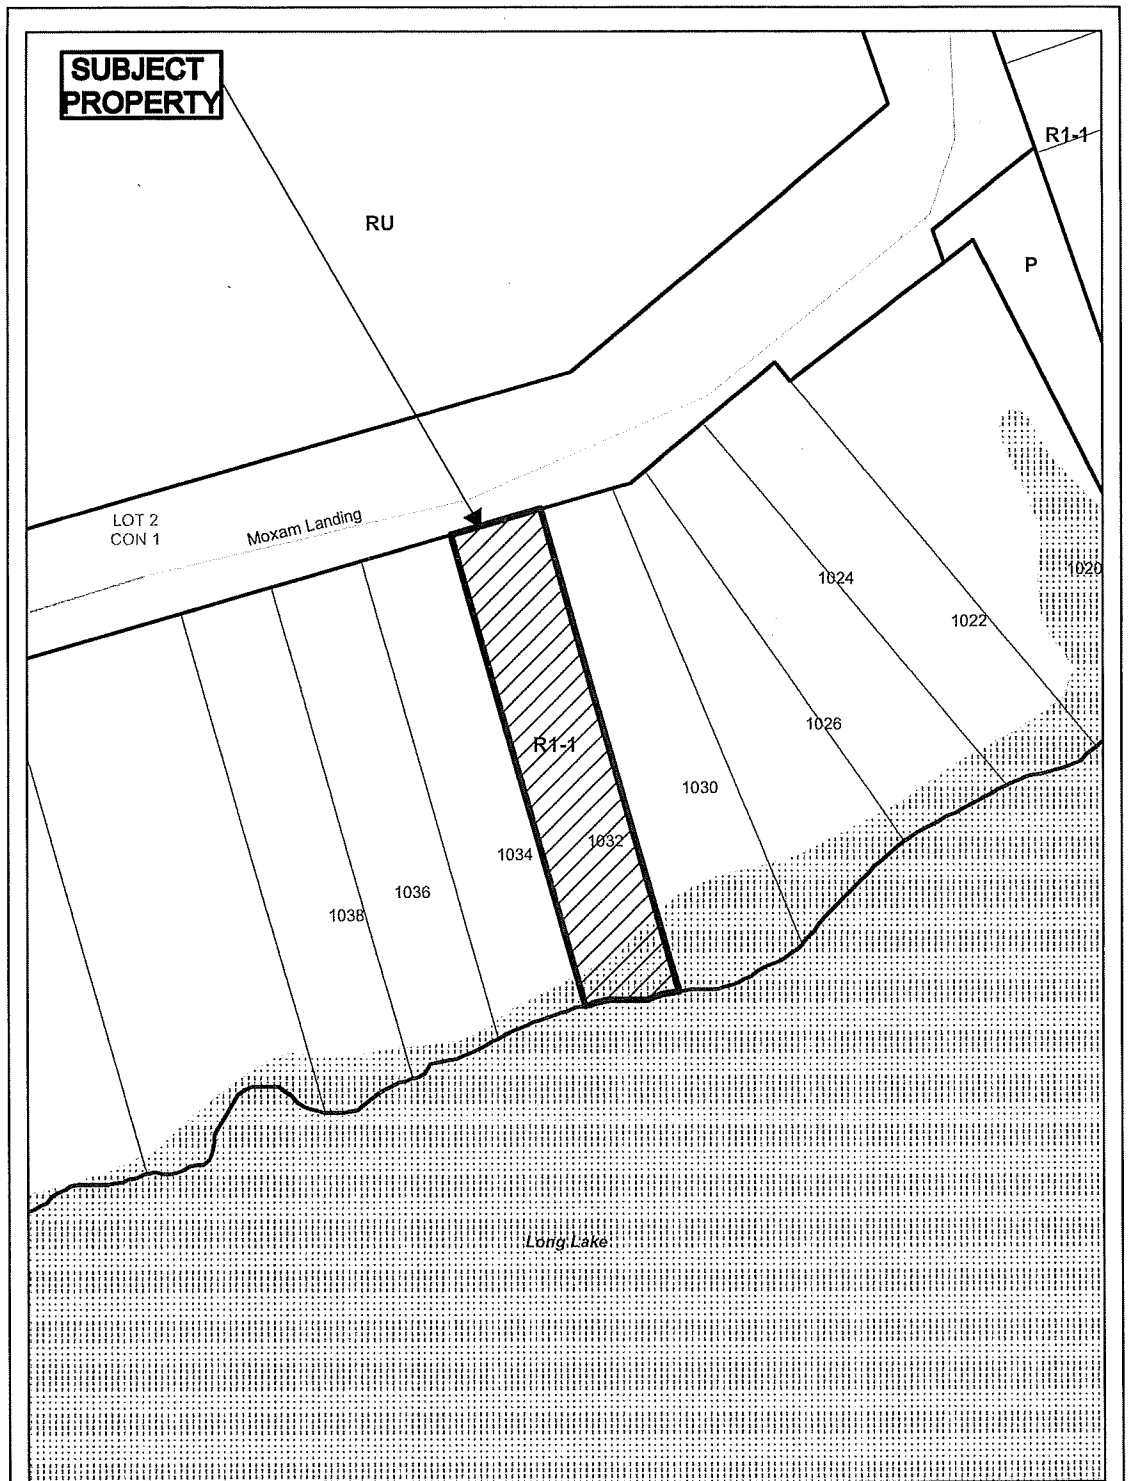 SUBJECT
PROPERTY
R1-1
RU
P
LOT 2
CON 1
Moxam Landing
1020
1024
1022
1026
R1-1
1030
1032
1034
1036
1038
Long Lake